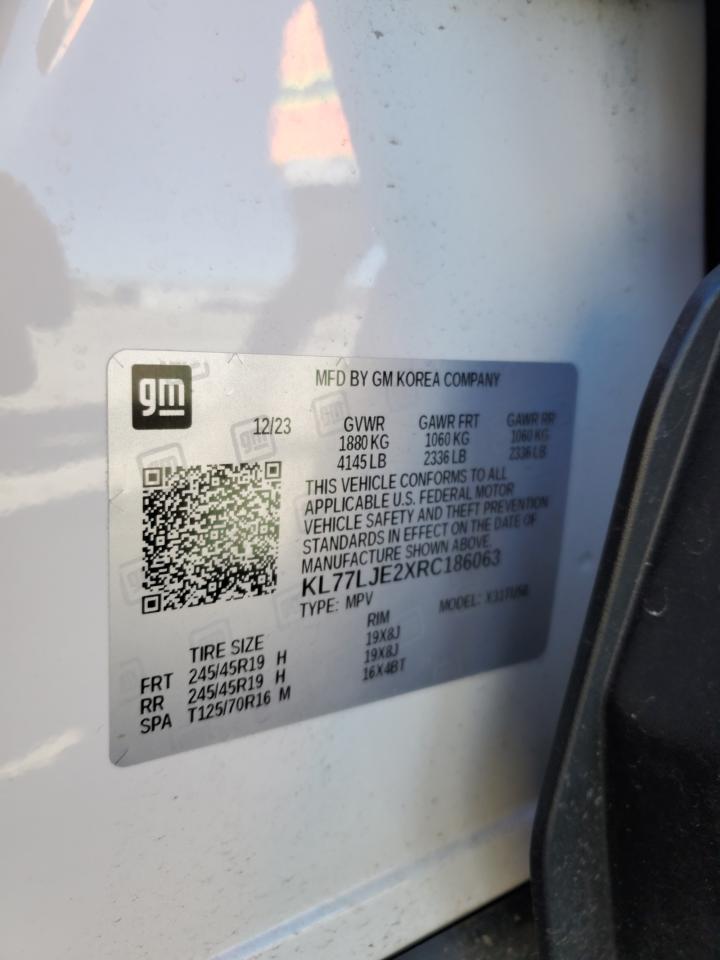 gm
MFD BY GM KOREA COMPANY
12/23 GVWR GAWR FRT GAWR RR
1880 KG 1060 KG 1060 KG
4145 LB 2336 LB 2336 LB
THIS VEHICLE CONFORMS TO ALL
APPLICABLE U.S. FEDERAL MOTOR
VEHICLE SAFETY AND THEFT PREVENTION
STANDARDS IN EFFECT ON THE DATE OF
MANUFACTURE SHOWN ABOVE.
KL77LJE2XRC186063
TYPE: MPV MODEL:
TIRE SIZE RIM
FRT 245/45R19 H 19X8J
RR 245/45R19 H 19X8J
SPA T125/70R16 M 16X4BT